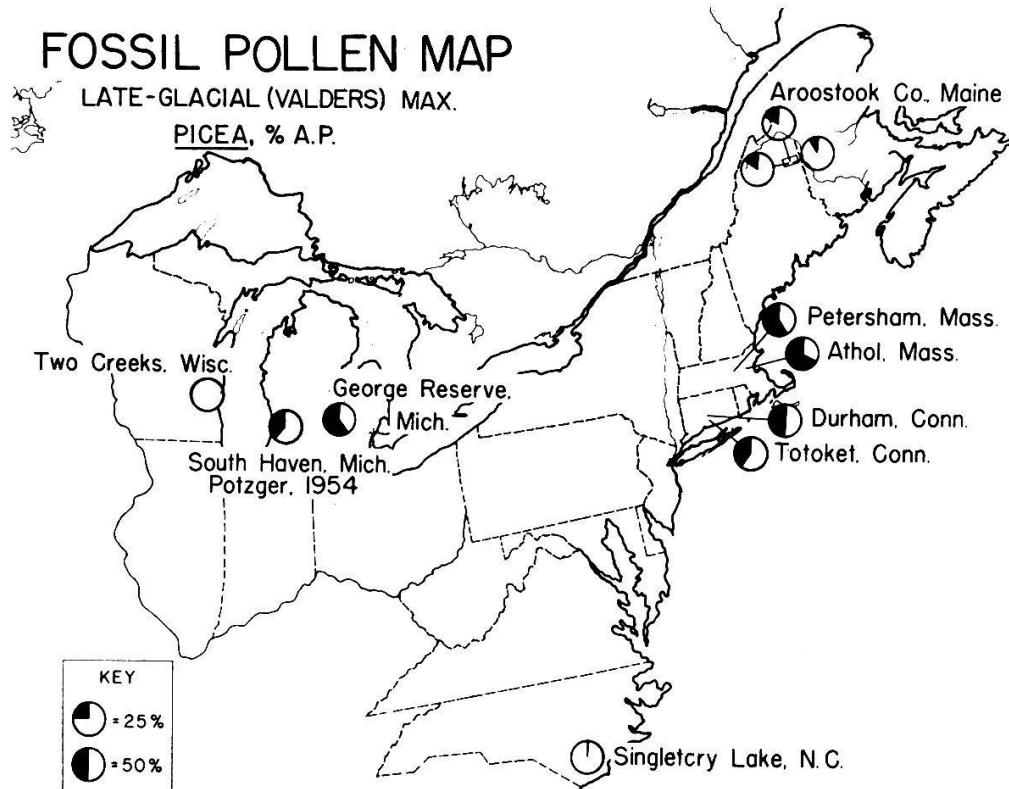 FOSSIL POLLEN MAP
LATE-GLACIAL (VALDERS) MAX.
PICEA, % A.P.
Aroostook Co., Maine
Petersham, Mass.
Athol, Mass.
Two Creeks, Wisc.
George Reserve,
Mich.
Durham, Conn.
Totoket, Conn.
South Haven, Mich.
Potzger, 1954
KEY
= 25%
= 50%
Singletcry Lake, N.C.